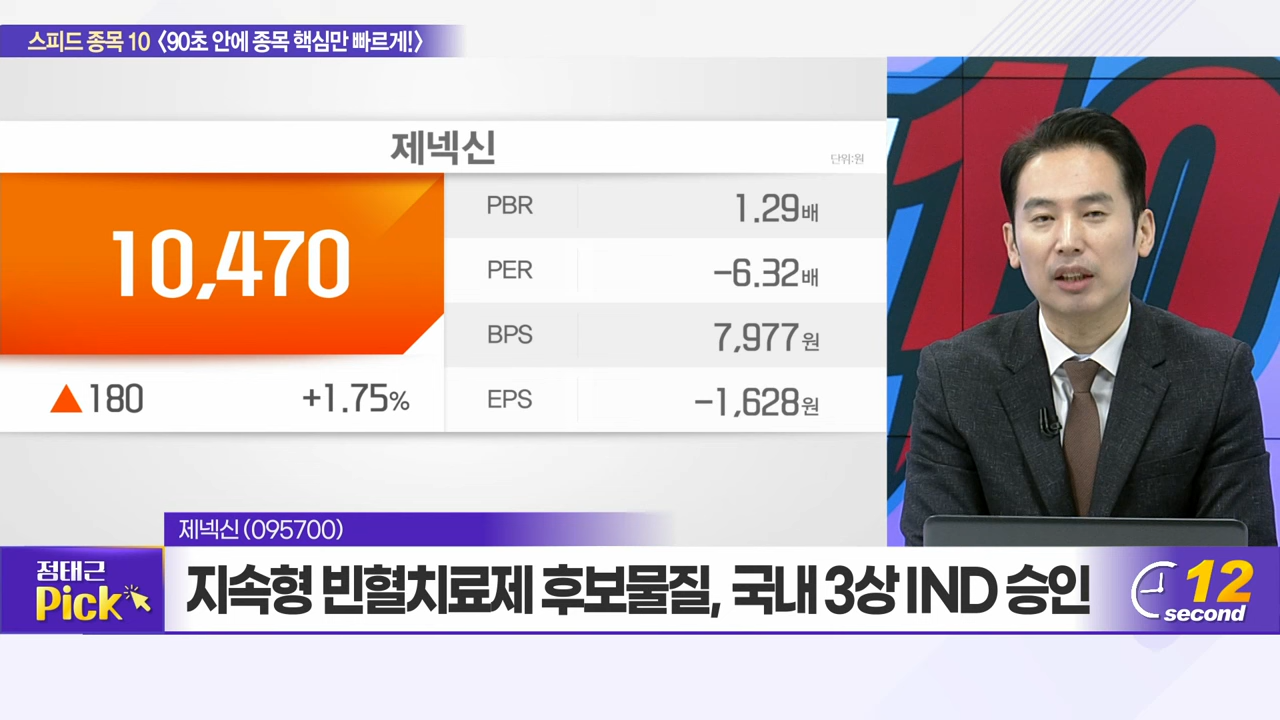 스피드 종목 10 〈90초 안에 종목 핵심만 빠르게!〉
제넥신
단위:원
10,470
▲180 +1.75%
PBR 1.29배
PER -6.32배
BPS 7,977원
EPS -1,628원
10
제넥신(095700)
정태근
Pick
지속형 빈혈치료제 후보물질, 국내 3상 IND 승인
12
second